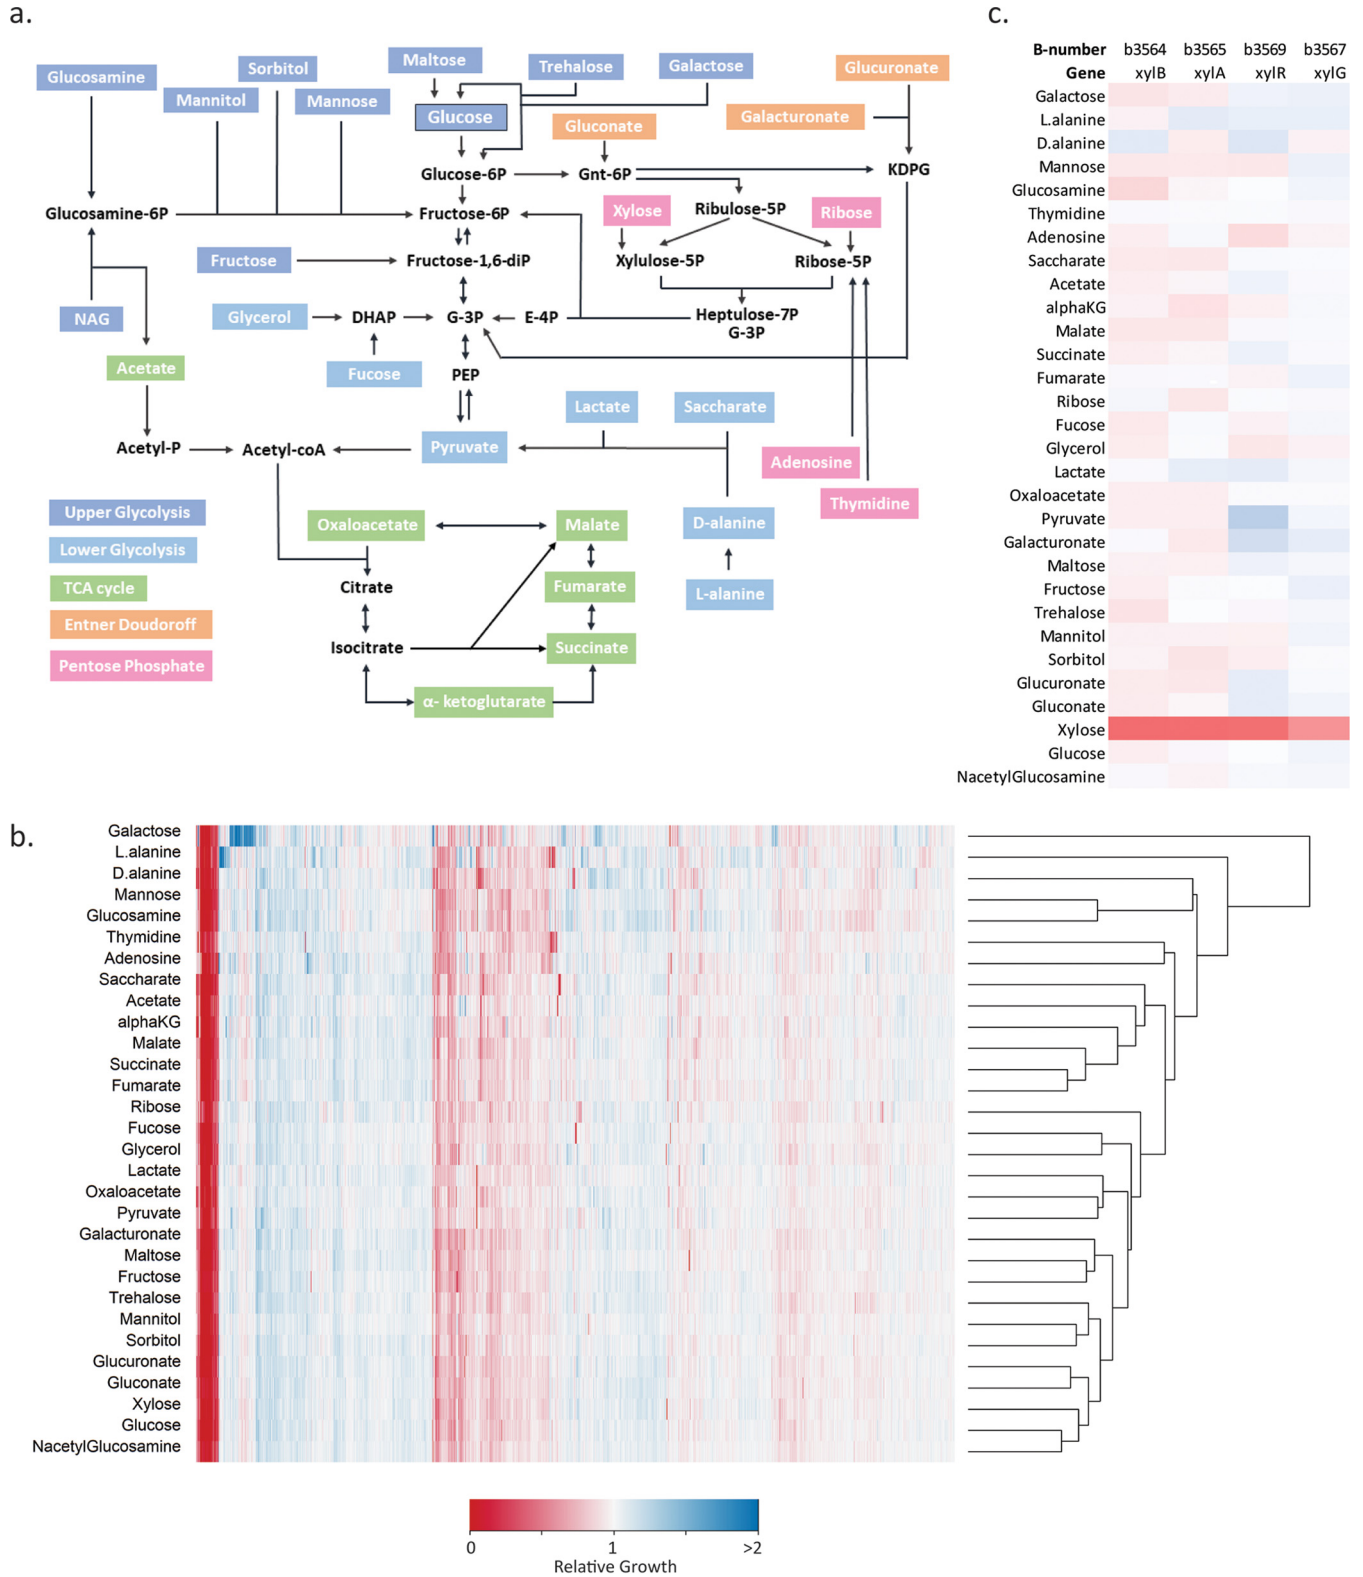 a.
Glucosamine
Sorbitol
Mannitol
Mannose
Maltose
Trehalose
Galactose
Glucuronate
Glucose
Gluconate
Galacturonate
Glucose-6P
Gnt-6P
KDPG
Glucosamine-6P
Fructose-6P
Xylose
Ribulose-5P
Ribose
Fructose
Fructose-1,6-diP
Xylulose-5P
Ribose-5P
NAG
Glycerol
DHAP
G-3P
E-4P
Heptulose-7P
G-3P
Acetate
Fucose
PEP
Lactate
Saccharate
Acetyl-P
Acetyl-coA
Pyruvate
Adenosine
Thymidine
Upper Glycolysis
Lower Glycolysis
TCA cycle
Entner Doudoroff
Pentose Phosphate
Oxaloacetate
Malate
D-alanine
Citrate
Fumarate
L-alanine
Isocitrate
Succinate
α- ketoglutarate
c.
B-number b3564 b3565 b3569 b3567
Gene xylB xylA xylR xylG
Galactose
L.alanine
D.alanine
Mannose
Glucosamine
Thymidine
Adenosine
Saccharate
Acetate
alphaKG
Malate
Succinate
Fumarate
Ribose
Fucose
Glycerol
Lactate
Oxaloacetate
Pyruvate
Galacturonate
Maltose
Fructose
Trehalose
Mannitol
Sorbitol
Glucuronate
Gluconate
Xylose
Glucose
NacetylGlucosamine
b.
Galactose
L.alanine
D.alanine
Mannose
Glucosamine
Thymidine
Adenosine
Saccharate
Acetate
alphaKG
Malate
Succinate
Fumarate
Ribose
Fucose
Glycerol
Lactate
Oxaloacetate
Pyruvate
Galacturonate
Maltose
Fructose
Trehalose
Mannitol
Sorbitol
Glucuronate
Gluconate
Xylose
Glucose
NacetylGlucosamine
0 1 >2
Relative Growth